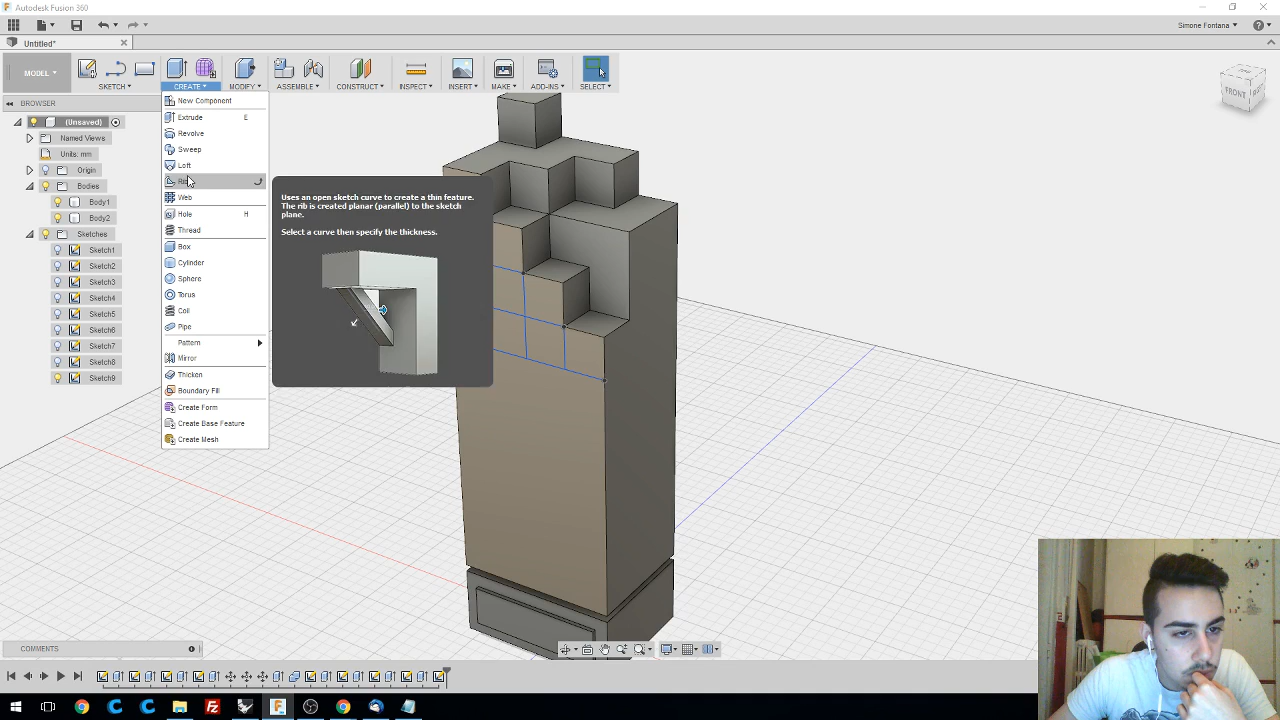 Autodesk Fusion 360
Simone Fontana
Untitled*
MODEL
SKETCH
CREATE
MODIFY
ASSEMBLE
CONSTRUCT
INSPECT
INSERT
MAKE
ADD-INS
SELECT
BROWSER
(Unsaved)
Named Views
Units: mm
Origin
Bodies
Body1
Body2
Sketches
Sketch1
Sketch2
Sketch3
Sketch4
Sketch5
Sketch6
Sketch7
Sketch8
Sketch9
New Component
Extrude E
Revolve
Sweep
Loft
Rib
Web
Hole H
Thread
Box
Cylinder
Sphere
Torus
Coil
Pipe
Pattern
Mirror
Thicken
Boundary Fill
Create Form
Create Base Feature
Create Mesh
Uses an open sketch curve to create a thin feature.
The rib is created planar (parallel) to the sketch
plane.
Select a curve then specify the thickness.
FRONT
COMMENTS